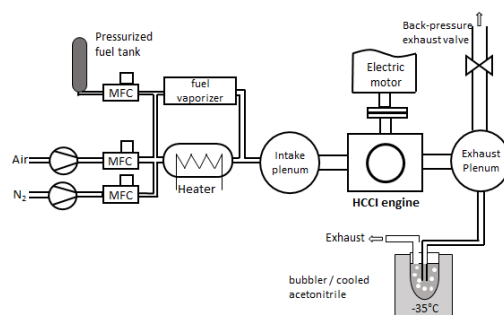 Pressurized
fuel tank
Back-pressure
exhaust valve
MFC
fuel
vaporizer
Electric
motor
Air
MFC
Heater
Intake
plenum
Exhaust
Plenum
N₂
MFC
HCCI engine
Exhaust
bubbler / cooled
acetonitrile
-35°C